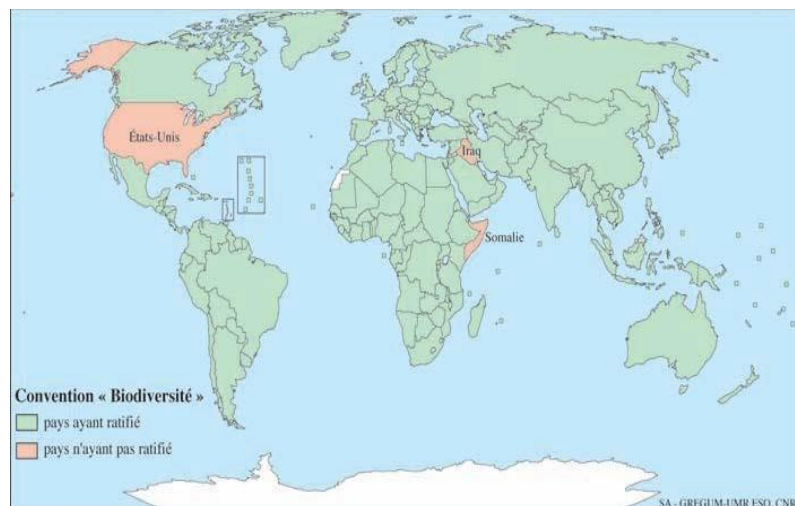 États-Unis
Iraq
Somalie
Convention « Biodiversité »
pays ayant ratifié
pays n'ayant pas ratifié
SA - GREGUM-UMR ESO, CNR